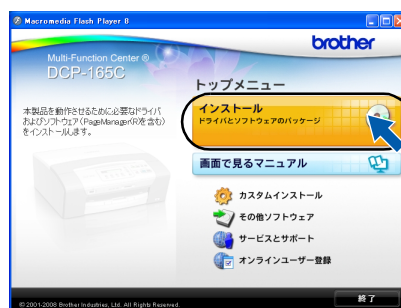 Macromedia Flash Player 8
brother
Multi-Function Center ®
DCP-165C
トップメニュー
本製品を動作させるために必要なドライバ
およびソフトウェア(PageManager(R)を含む)
をインストールします。
インストール
ドライバとソフトウェアのパッケージ
画面で見るマニュアル
カスタムインストール
その他ソフトウェア
サービスとサポート
オンラインユーザー登録
© 2001-2008 Brother Industries, Ltd. All Rights Reserved.
終了